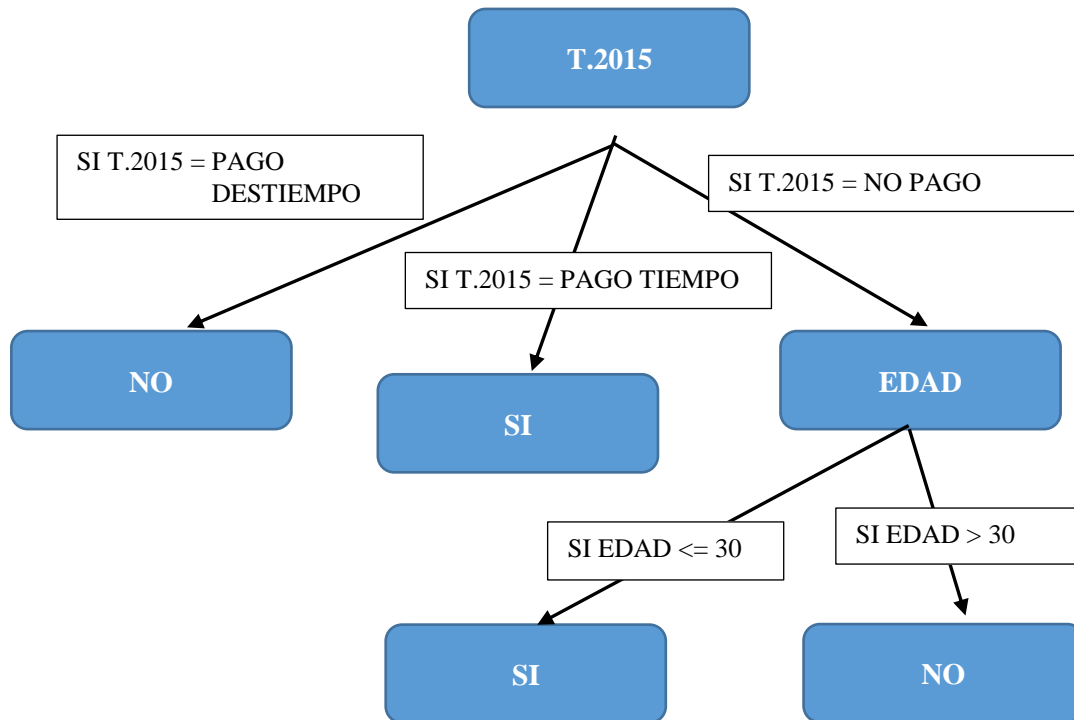 T.2015
SI T.2015 = PAGO
DESTIEMPO
SI T.2015 = NO PAGO
SI T.2015 = PAGO TIEMPO
NO
SI
EDAD
SI EDAD <= 30
SI EDAD > 30
SI
NO